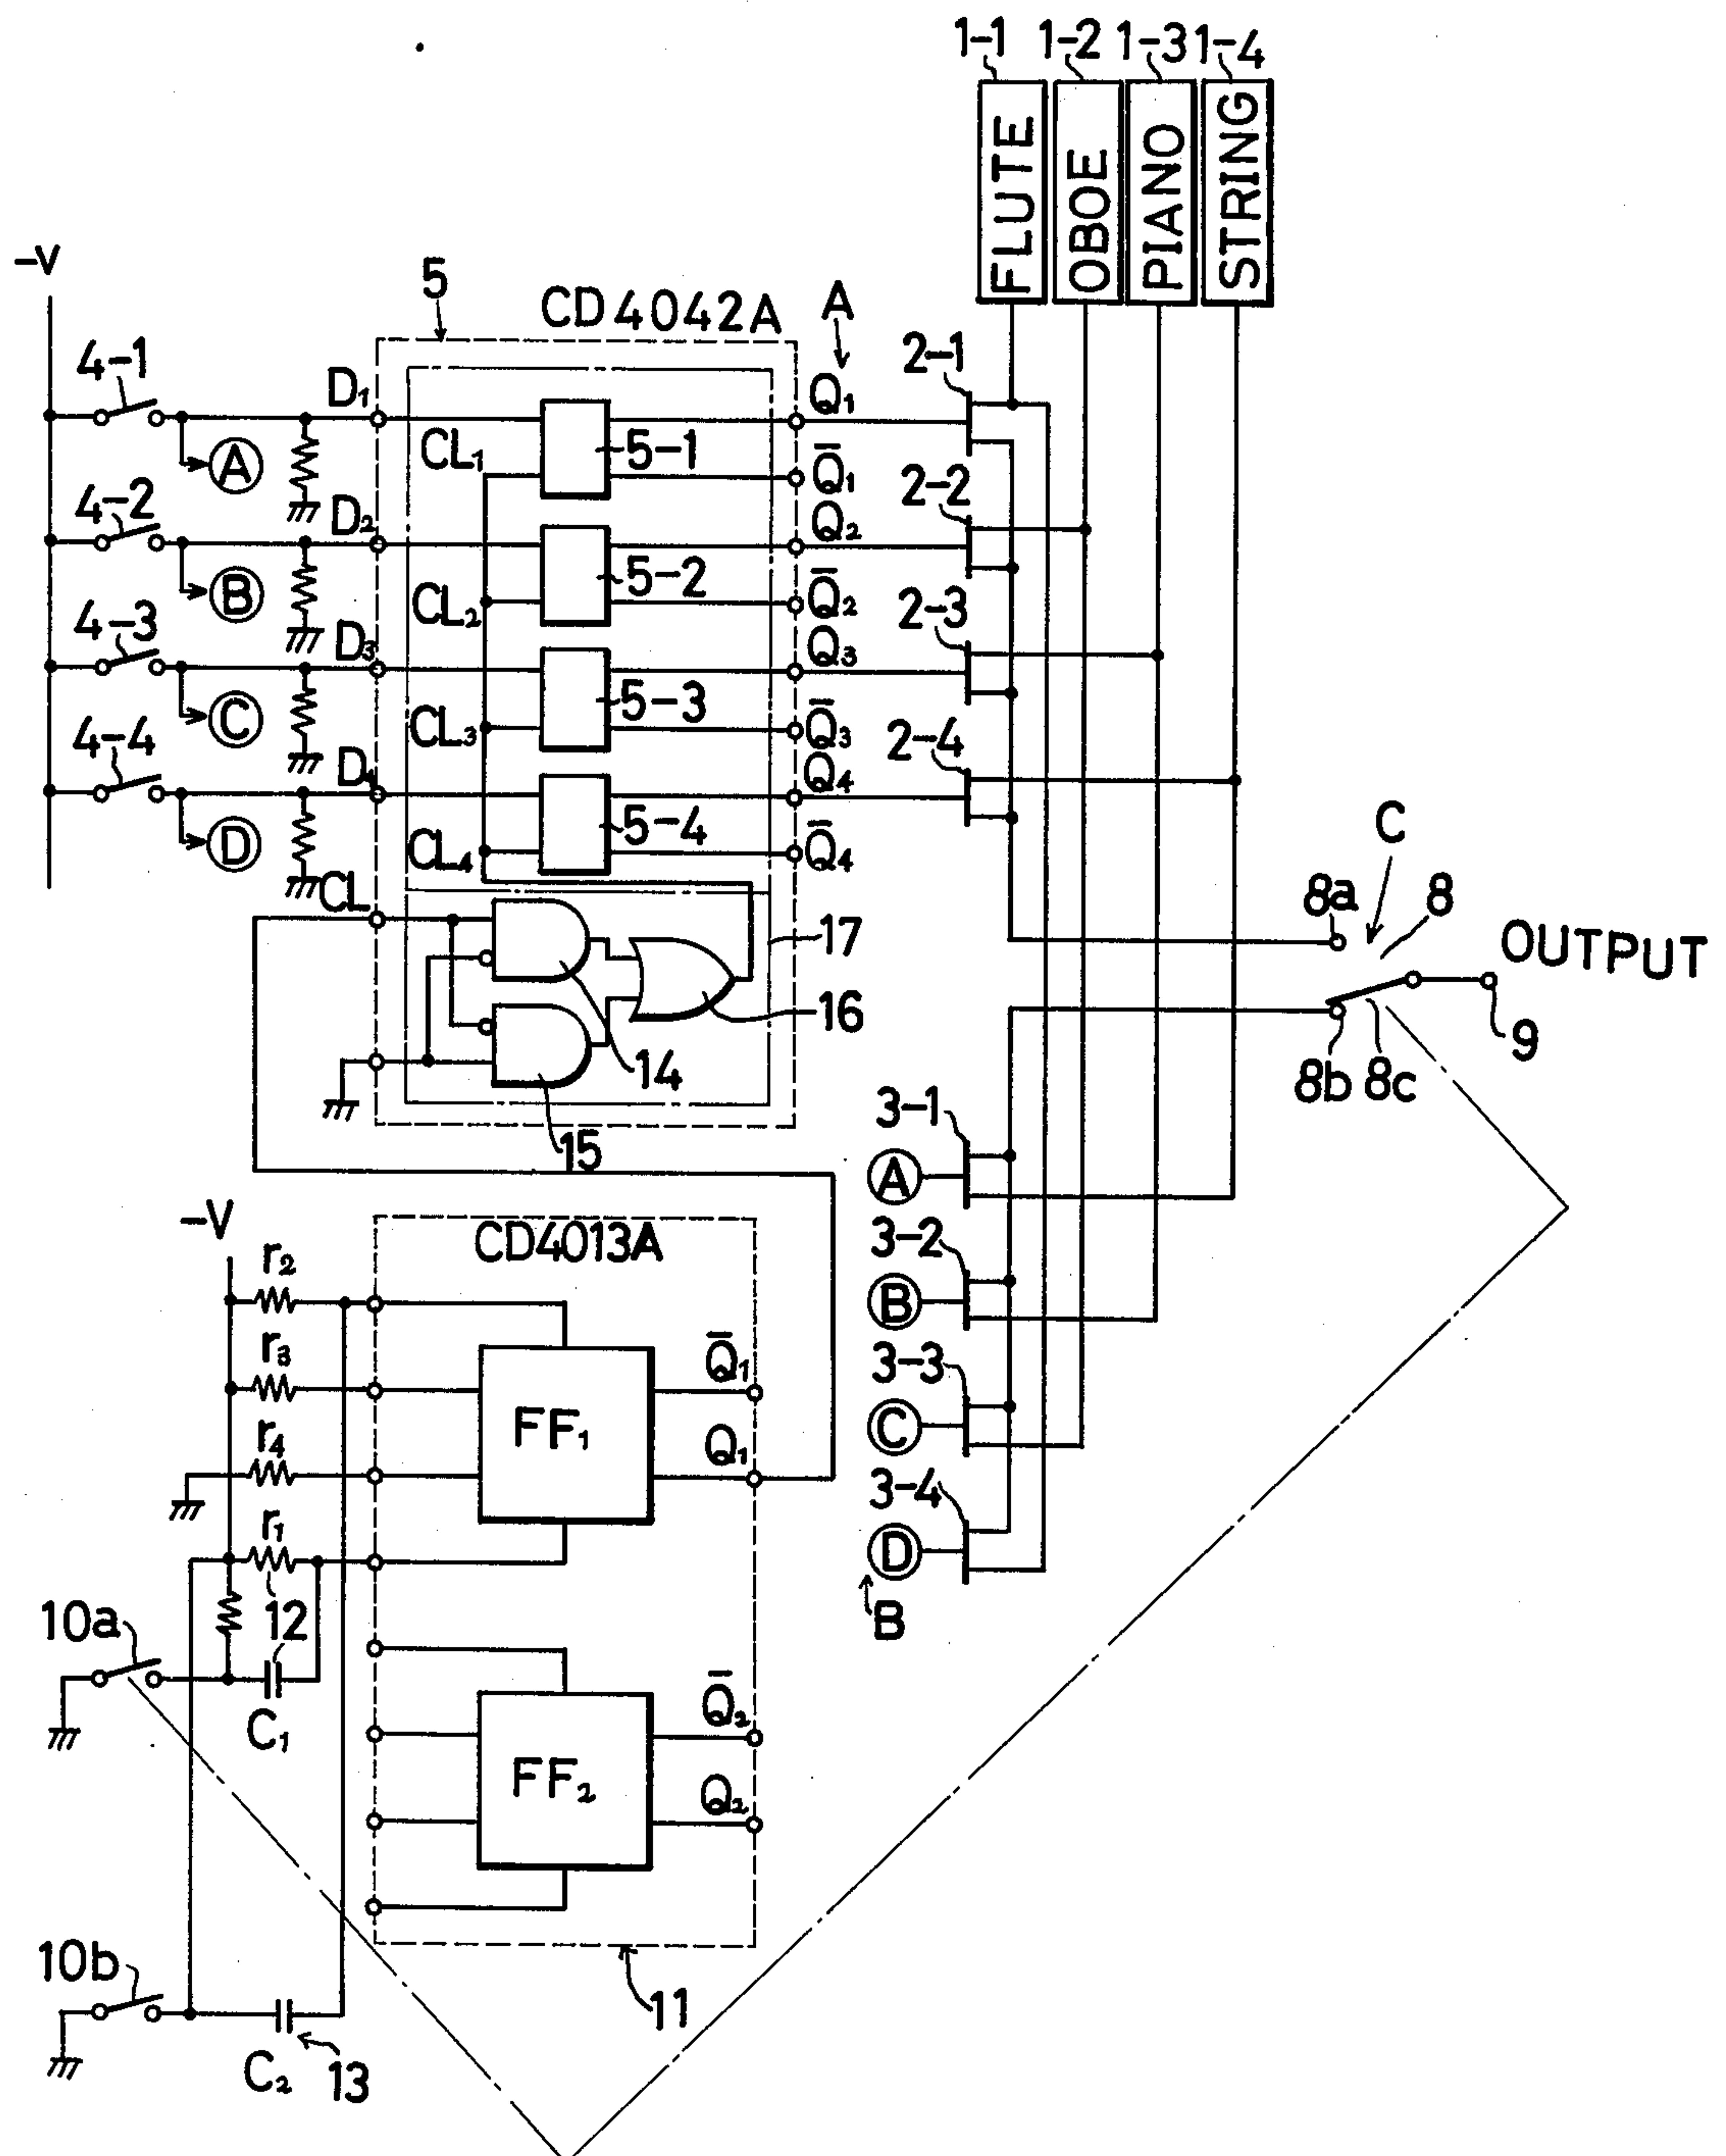 1-1 1-2 1-3 1-4
FLUTE
OBOE
PIANO
STRING
-V
5
CD4042A
A
4-1
D₁
Q₁
2-1
A
CL₁
5-1
Q̅₁
4-2
D₂
Q₂
2-2
B
CL₂
5-2
Q̅₂
4-3
D₃
Q₃
2-3
C
CL₃
5-3
Q̅₃
4-4
D₄
Q₄
2-4
D
CL₄
5-4
Q̅₄
CL
17
16
14
15
C
8a
8
OUTPUT
8b
8c
9
3-1
A
3-2
B
3-3
C
3-4
D
B
-V
CD4013A
r₂
r₃
FF₁
Q̅₁
r₄
Q₁
r₁
12
10a
C₁
FF₂
Q̅₂
Q₂
10b
C₂
13
11